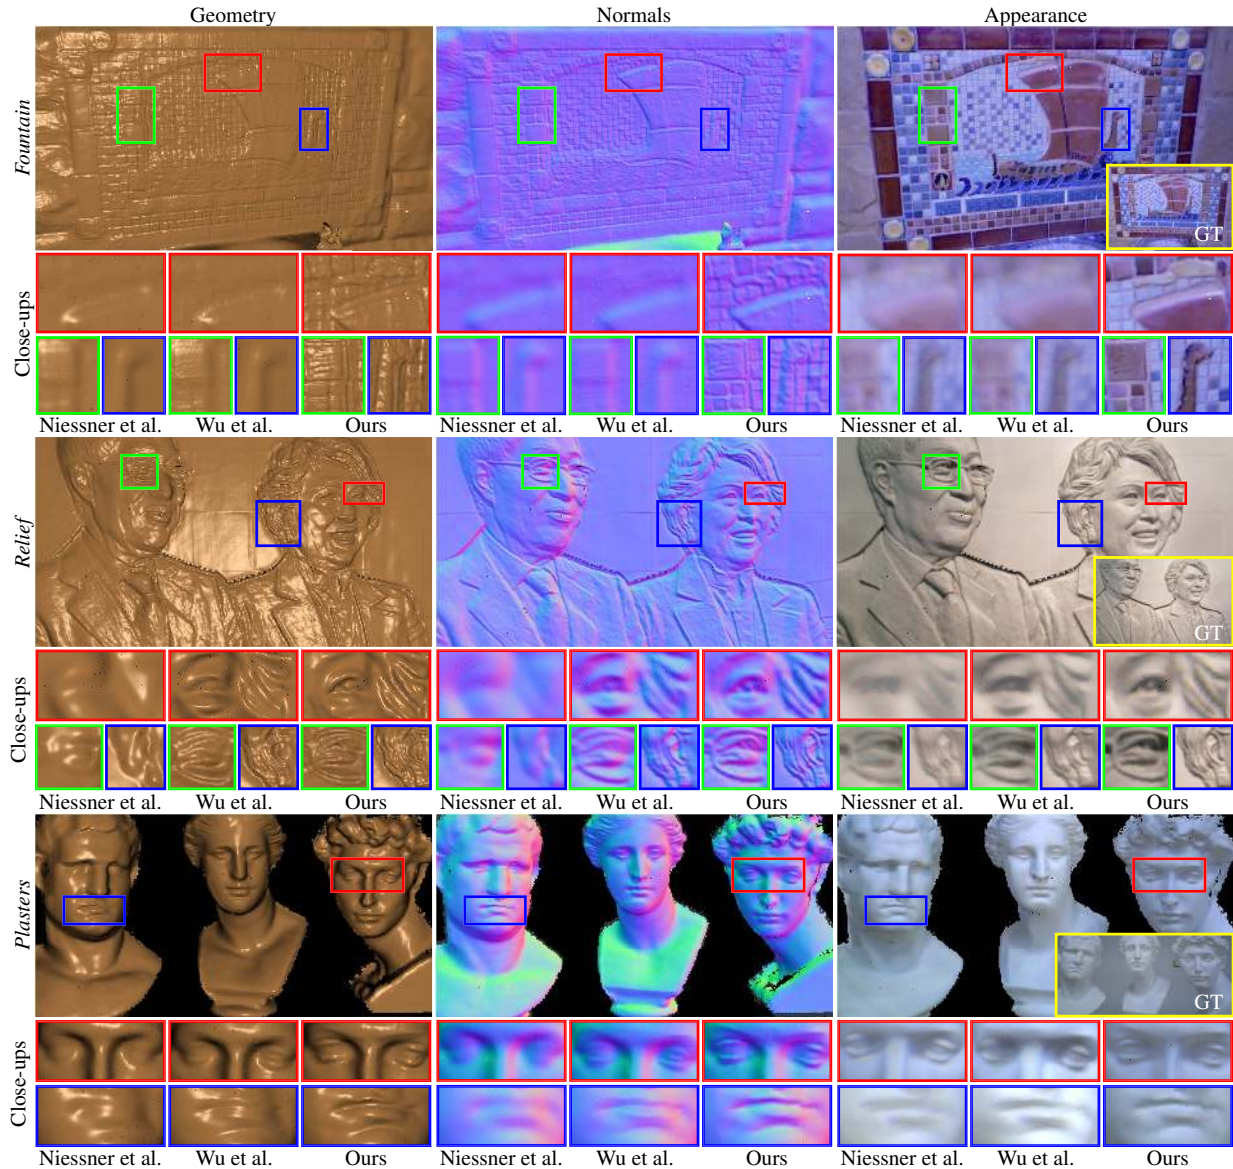 Geometry Normals Appearance
Fountain
GT
Close-ups
Niessner et al. Wu et al. Ours Niessner et al. Wu et al. Ours Niessner et al. Wu et al. Ours
Relief
GT
Close-ups
Niessner et al. Wu et al. Ours Niessner et al. Wu et al. Ours Niessner et al. Wu et al. Ours
Plasters
GT
Close-ups
Niessner et al. Wu et al. Ours Niessner et al. Wu et al. Ours Niessner et al. Wu et al. Ours